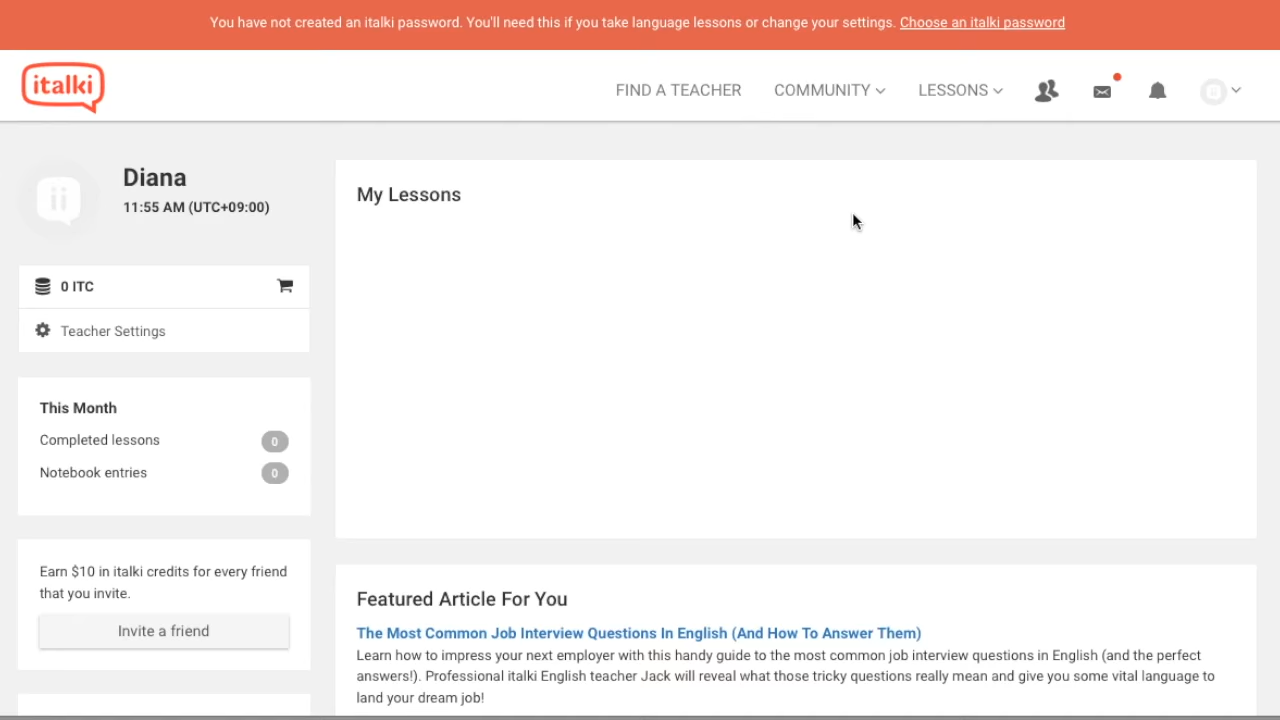 You have not created an italki password. You'll need this if you take language lessons or change your settings. Choose an italki password
italki
FIND A TEACHER
COMMUNITY
LESSONS
Diana
11:55 AM (UTC+09:00)
0 ITC
Teacher Settings
This Month
Completed lessons 0
Notebook entries 0
Earn $10 in italki credits for every friend
that you invite.
Invite a friend
My Lessons
Featured Article For You
The Most Common Job Interview Questions In English (And How To Answer Them)
Learn how to impress your next employer with this handy guide to the most common job interview questions in English (and the perfect
answers!). Professional italki English teacher Jack will reveal what those tricky questions really mean and give you some vital language to
land your dream job!